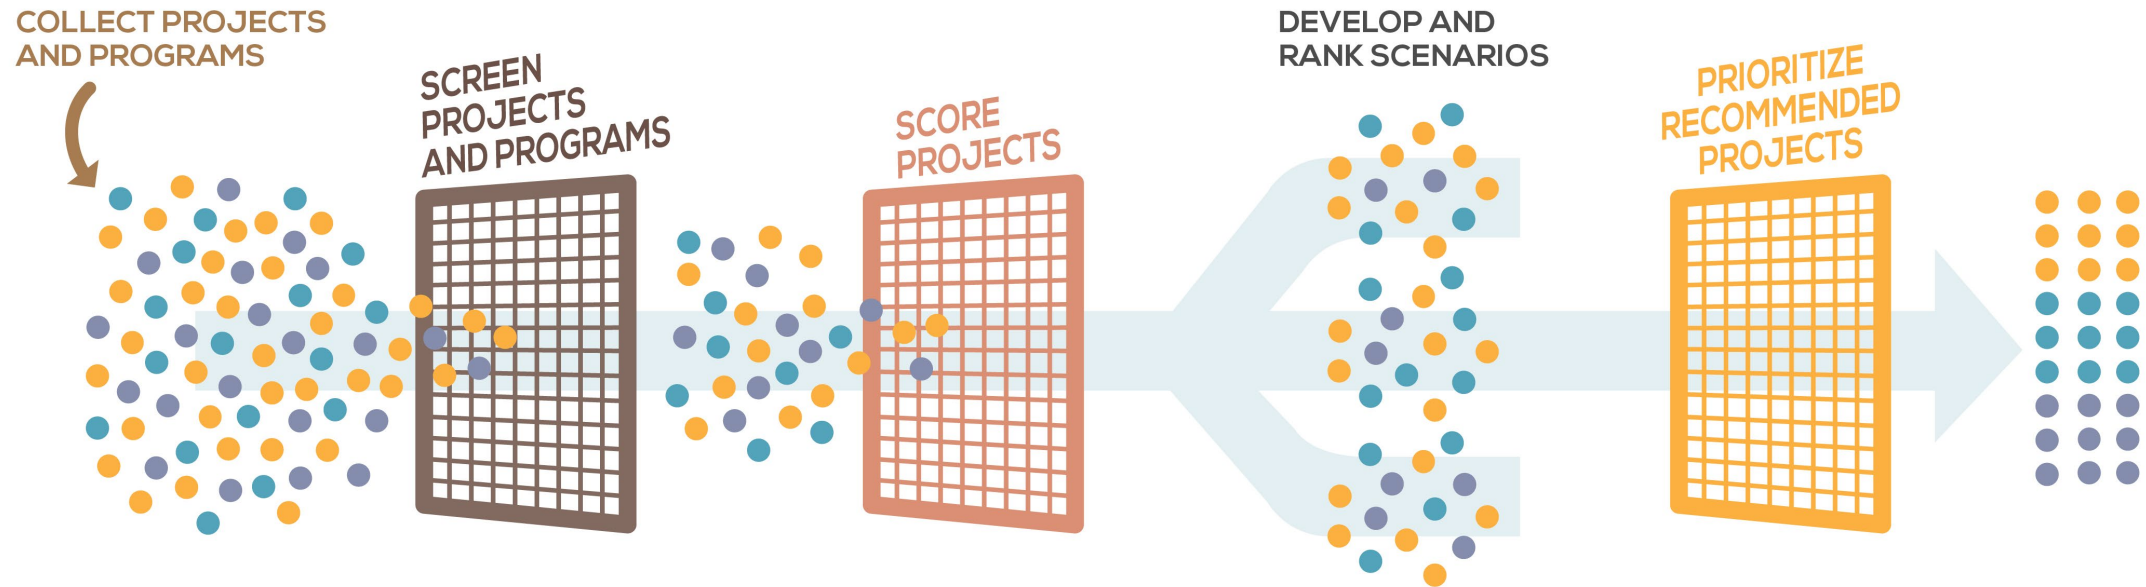 COLLECT PROJECTS
AND PROGRAMS
SCREEN
PROJECTS
AND PROGRAMS
SCORE
PROJECTS
DEVELOP AND
RANK SCENARIOS
PRIORITIZE
RECOMMENDED
PROJECTS